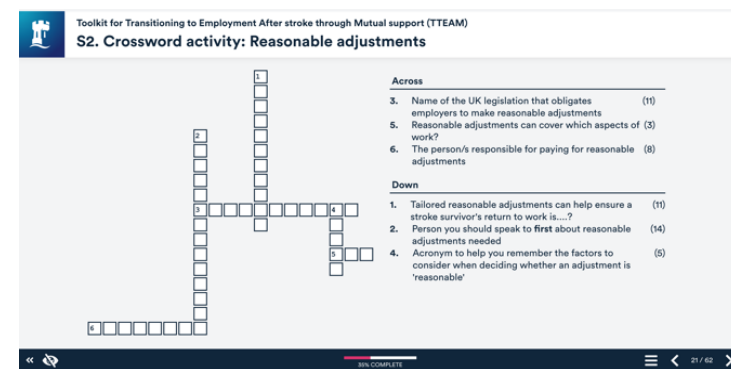 Toolkit for Transitioning to Employment After stroke through Mutual support (TTEAM)
S2. Crossword activity: Reasonable adjustments
1
2
3
4
5
6
Across
3. Name of the UK legislation that obligates (11)
employers to make reasonable adjustments
5. Reasonable adjustments can cover which aspects of (3)
work?
6. The person/s responsible for paying for reasonable (8)
adjustments
Down
1. Tailored reasonable adjustments can help ensure a (11)
stroke survivor's return to work is....?
2. Person you should speak to first about reasonable (14)
adjustments needed
4. Acronym to help you remember the factors to (5)
consider when deciding whether an adjustment is
'reasonable'
35% COMPLETE
21 / 62